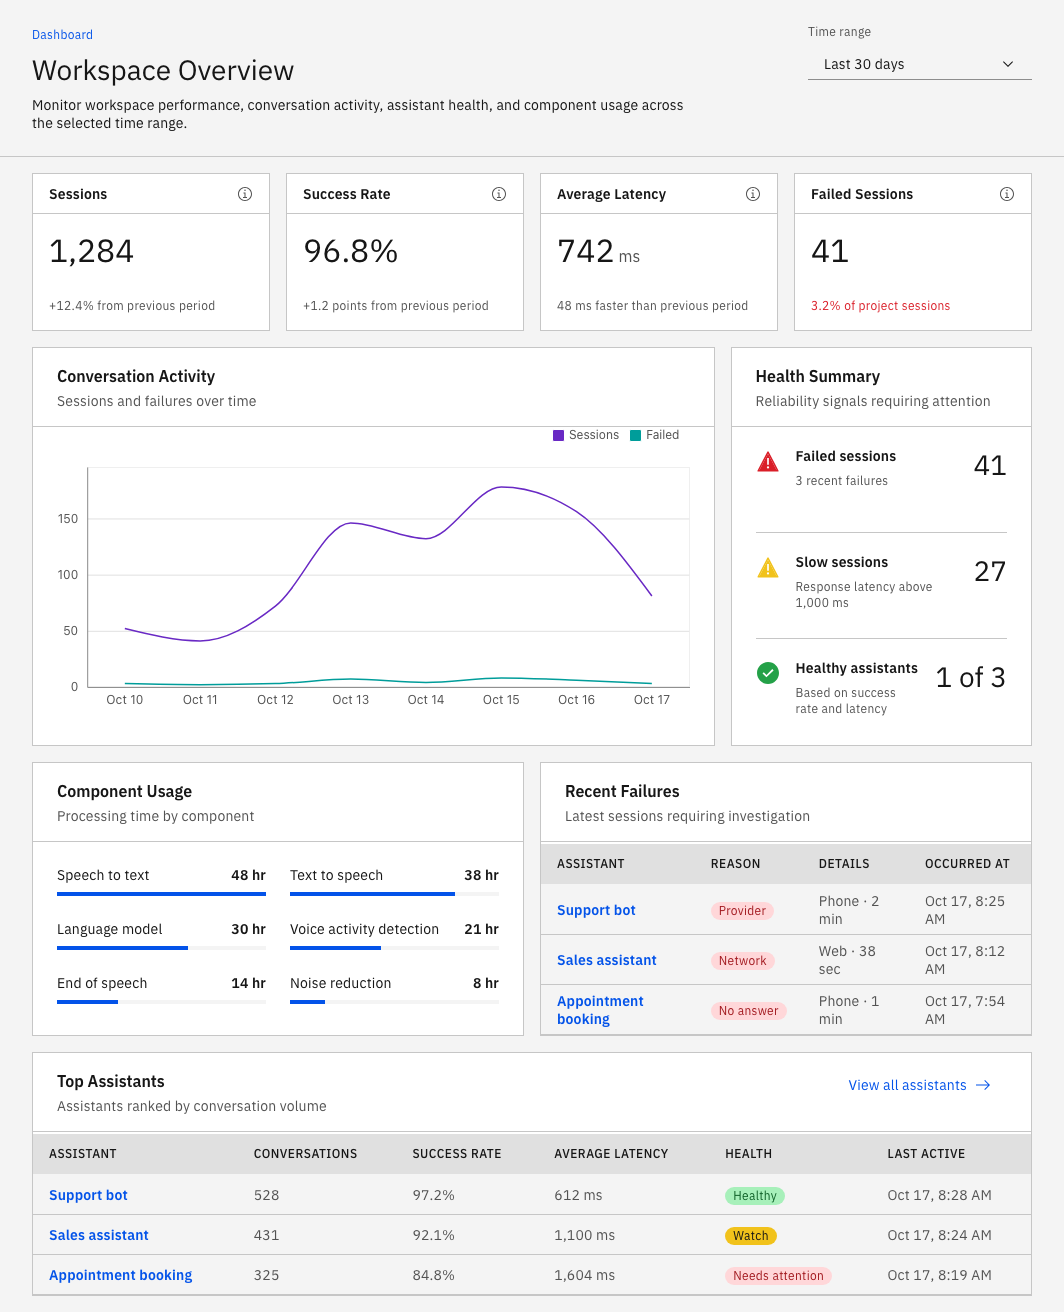 Dashboard
Time range
Workspace Overview
Last 30 days
Monitor workspace performance, conversation activity, assistant health, and component usage across
the selected time range.
Sessions
1,284
+12.4% from previous period
Success Rate
96.8%
+1.2 points from previous period
Average Latency
742 ms
48 ms faster than previous period
Failed Sessions
41
3.2% of project sessions
Conversation Activity
Sessions and failures over time
Sessions Failed
150
100
50
0
Oct 10 Oct 11 Oct 12 Oct 13 Oct 14 Oct 15 Oct 16 Oct 17
Health Summary
Reliability signals requiring attention
Failed sessions
3 recent failures
41
Slow sessions
Response latency above
1,000 ms
27
Healthy assistants
Based on success
rate and latency
1 of 3
Component Usage
Processing time by component
Speech to text 48 hr
Text to speech 38 hr
Language model 30 hr
Voice activity detection 21 hr
End of speech 14 hr
Noise reduction 8 hr
Recent Failures
Latest sessions requiring investigation
ASSISTANT REASON DETAILS OCCURRED AT
Support bot Provider Phone · 2 Oct 17, 8:25
min AM
Sales assistant Network Web · 38 Oct 17, 8:12
sec AM
Appointment No answer Phone · 1 Oct 17, 7:54
booking min AM
Top Assistants
Assistants ranked by conversation volume
View all assistants
ASSISTANT CONVERSATIONS SUCCESS RATE AVERAGE LATENCY HEALTH LAST ACTIVE
Support bot 528 97.2% 612 ms Healthy Oct 17, 8:28 AM
Sales assistant 431 92.1% 1,100 ms Watch Oct 17, 8:24 AM
Appointment booking 325 84.8% 1,604 ms Needs attention Oct 17, 8:19 AM